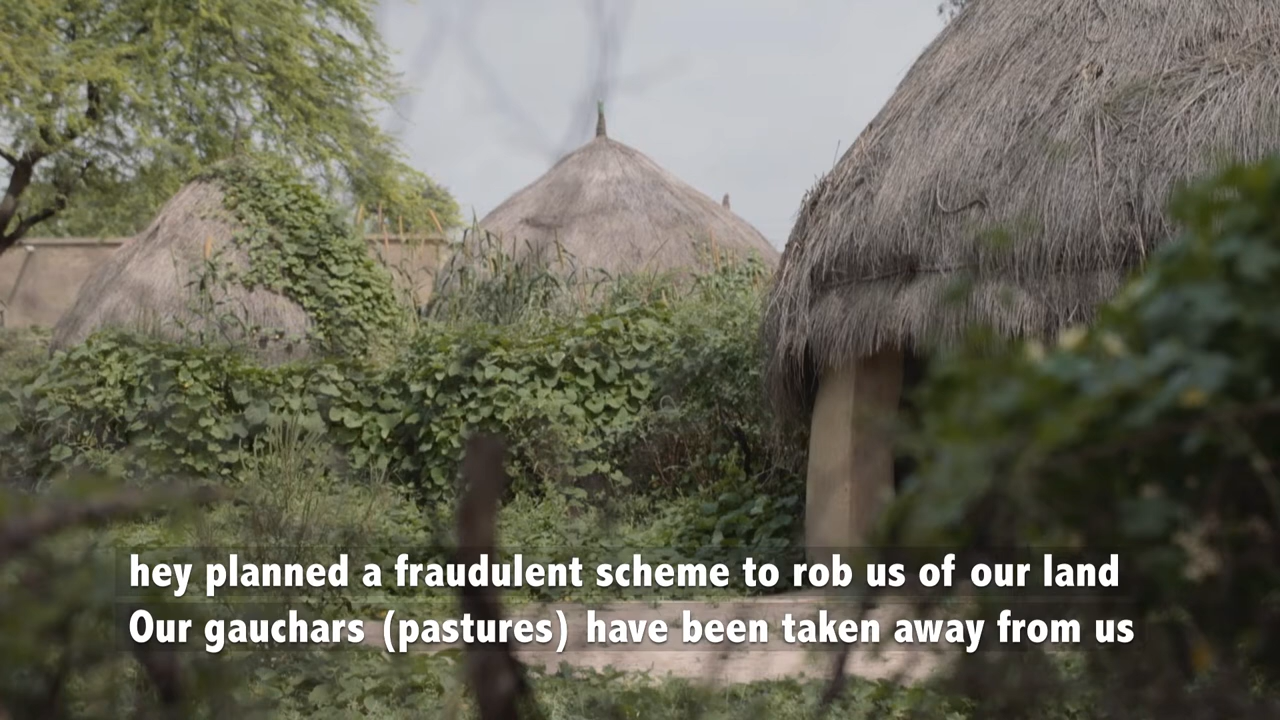 hey planned a fraudulent scheme to rob us of our land
Our gauchars (pastures) have been taken away from us